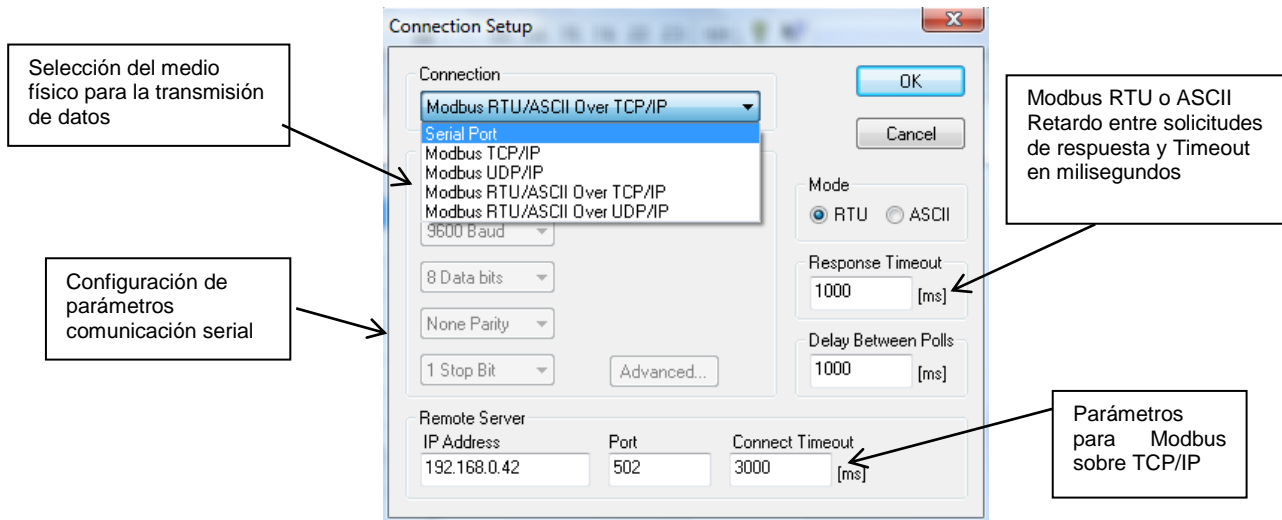 Connection Setup
Selección del medio
físico para la transmisión
de datos
Configuración de
parámetros
comunicación serial
Connection
Modbus RTU/ASCII Over TCP/IP
Serial Port
Modbus TCP/IP
Modbus UDP/IP
Modbus RTU/ASCII Over TCP/IP
Modbus RTU/ASCII Over UDP/IP
9600 Baud
8 Data bits
None Parity
1 Stop Bit
Advanced...
OK
Cancel
Mode
RTU ASCII
Response Timeout
1000 [ms]
Delay Between Polls
1000 [ms]
Remote Server
IP Address Port Connect Timeout
192.168.0.42 502 3000 [ms]
Modbus RTU o ASCII
Retardo entre solicitudes
de respuesta y Timeout
en milisegundos
Parámetros
para Modbus
sobre TCP/IP